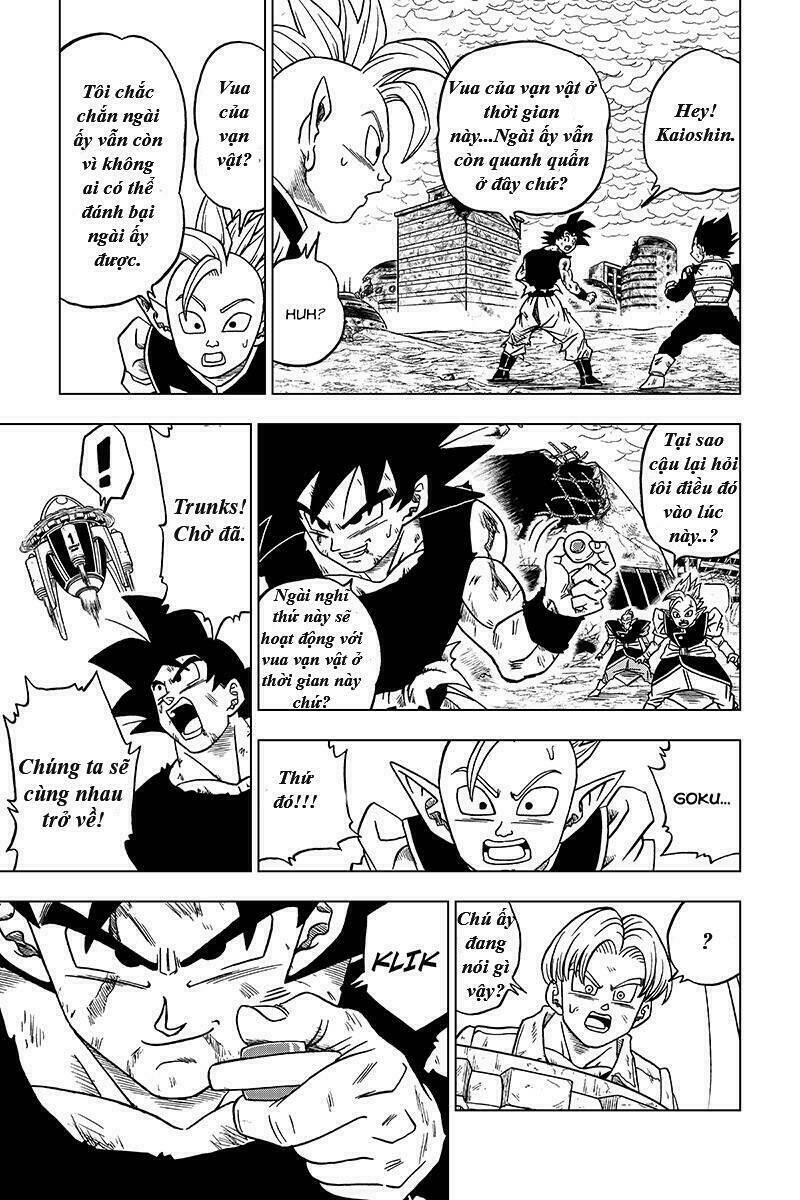 Hey!
Kaioshin.
Vua của vạn vật ở
thời gian
này...Ngài ấy vẫn
còn quanh quẩn
ở đây chứ?
HUH?
Vua
của
vạn
vật?
Tôi chắc
chắn ngài
ấy vẫn còn
vì không
ai có thể
đánh bại
ngài ấy
được.
Tại sao
cậu lại hỏi
tôi điều đó
vào lúc
này..?
Ngài nghĩ
thứ này sẽ
hoạt động với
vua vạn vật ở
thời gian này
chứ?
Trunks!
Chờ đã.
!
1
Chúng ta sẽ
cùng nhau
trở về!
GOKU...
Thứ
đó!!!
?
Chú ấy
đang
nói gì
vậy?
KLIK